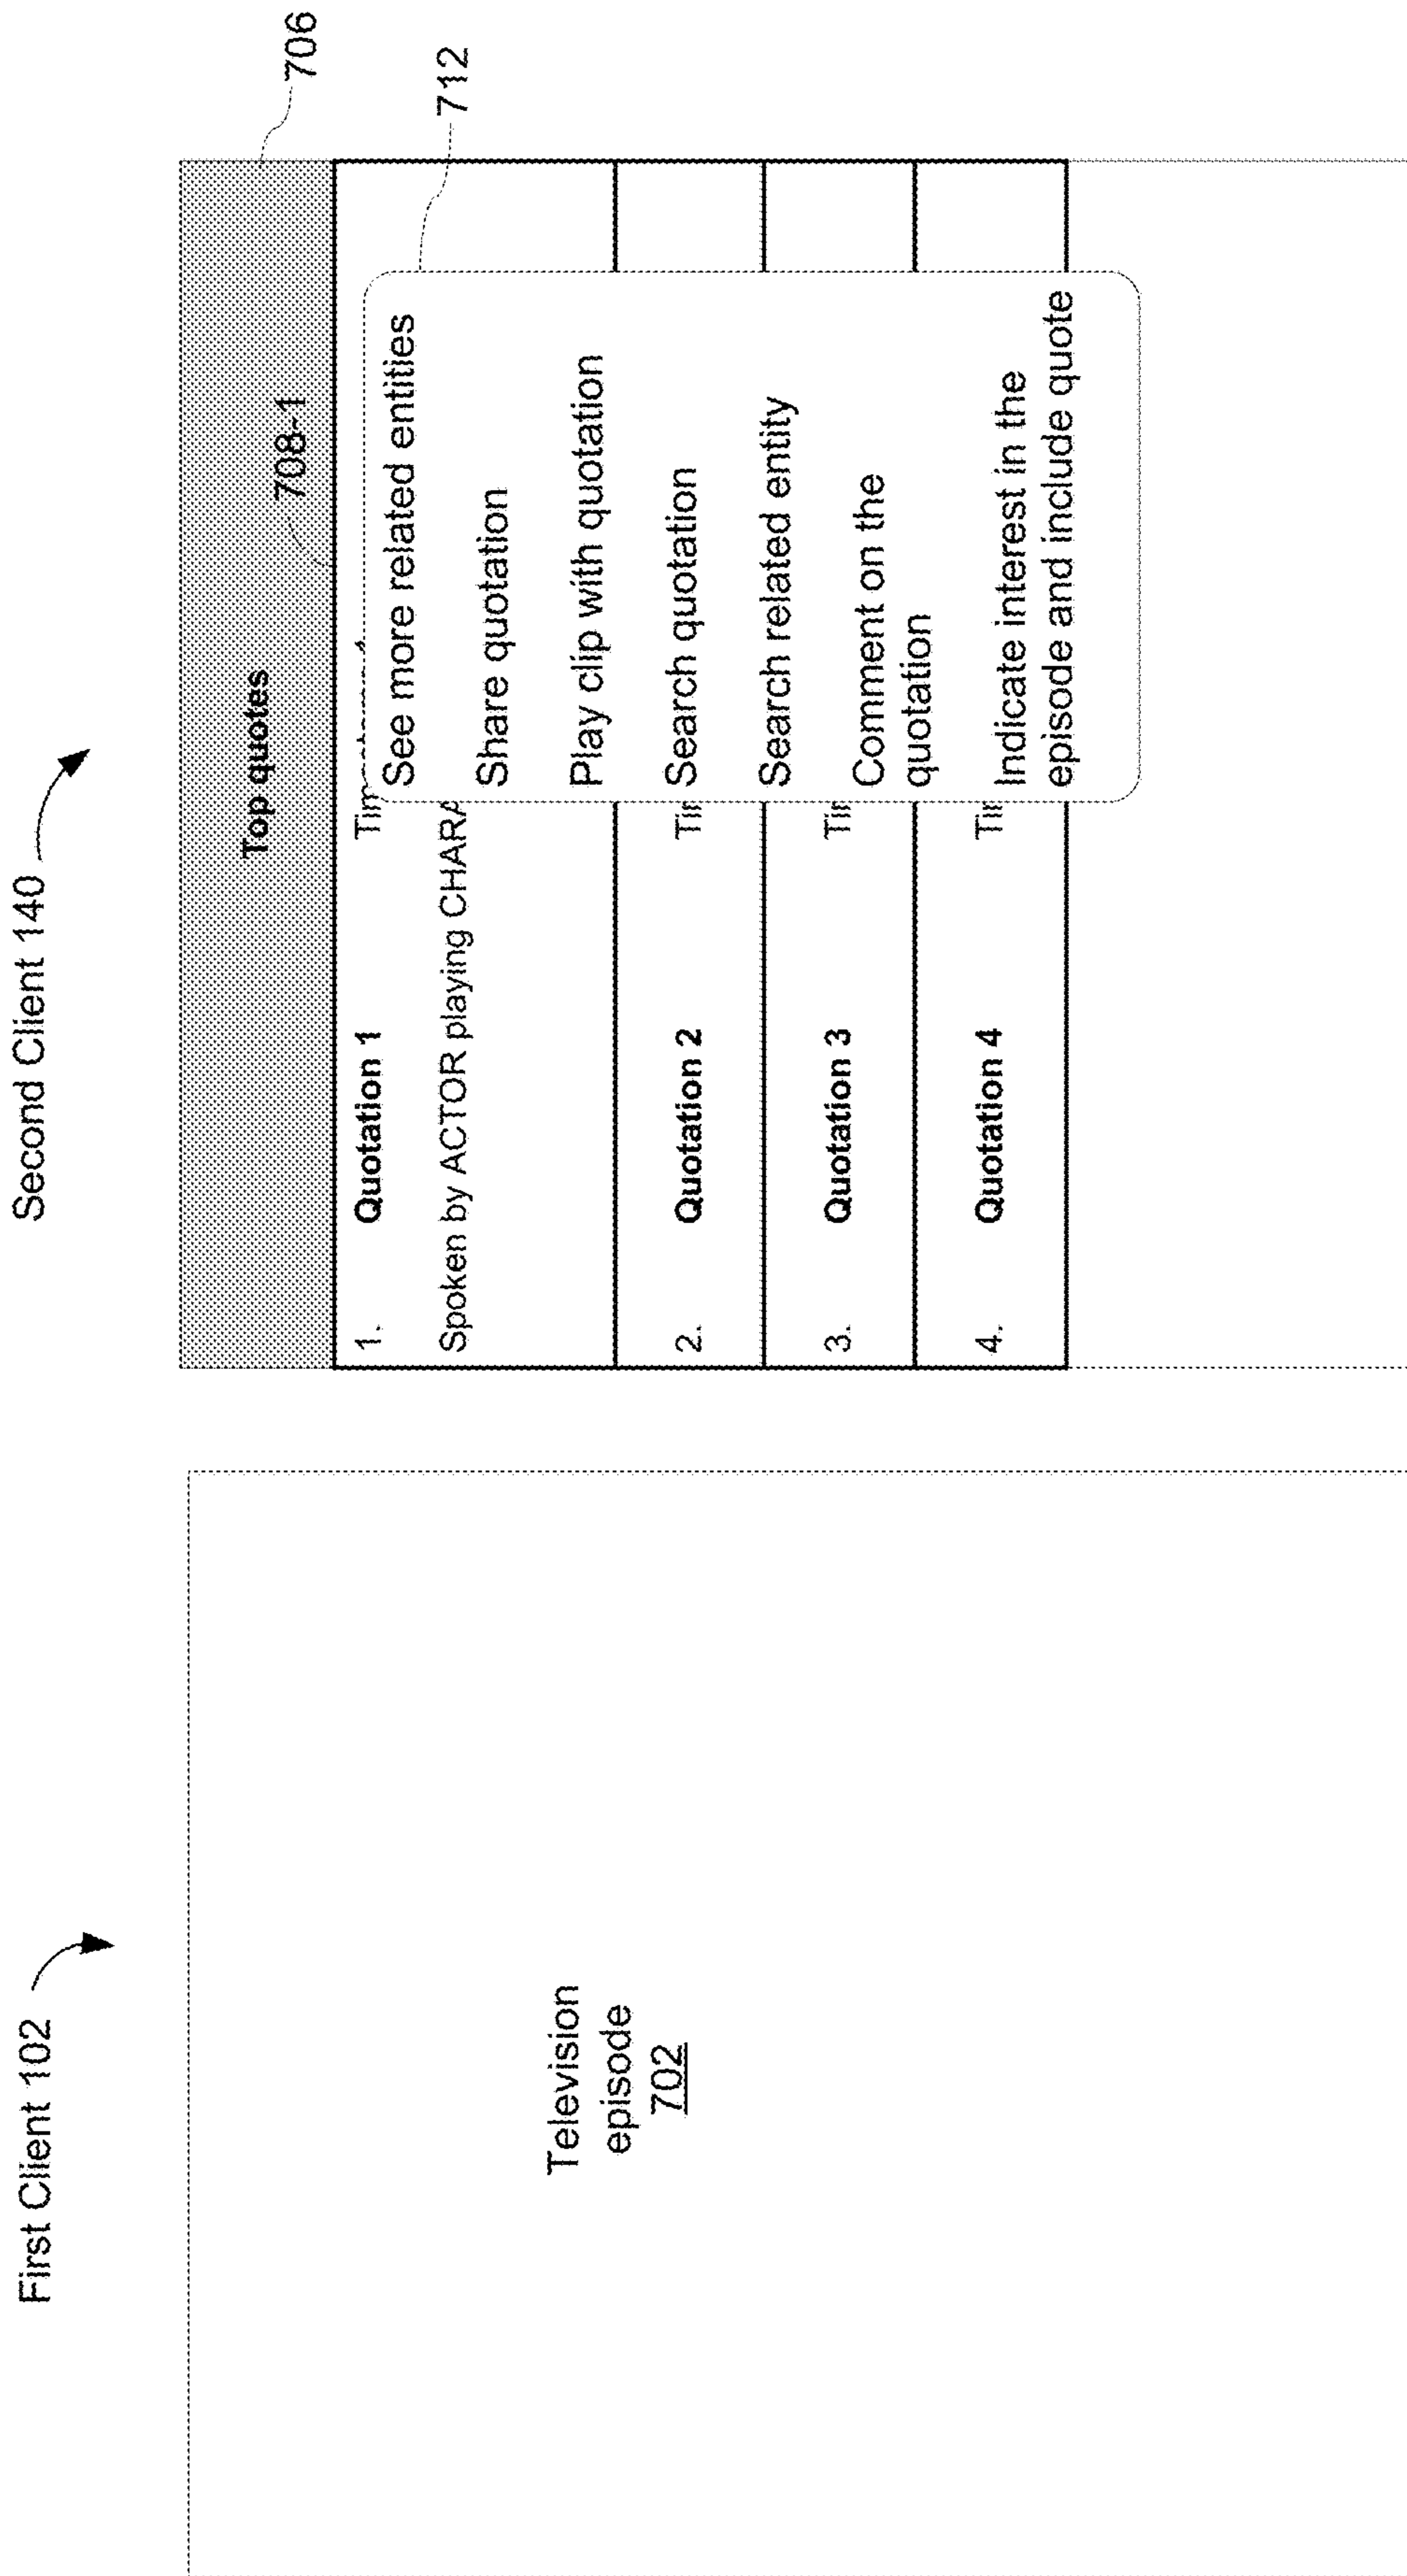 First Client 102
Television
episode
702
Second Client 140
706
Top quotes
708-1
712
1. Quotation 1
Spoken by ACTOR playing
2. Quotation 2
3. Quotation 3
4. Quotation 4
See more related entities
Share quotation
Play clip with quotation
Search quotation
Search related entity
Comment on the
quotation
Indicate interest in the
episode and include quote